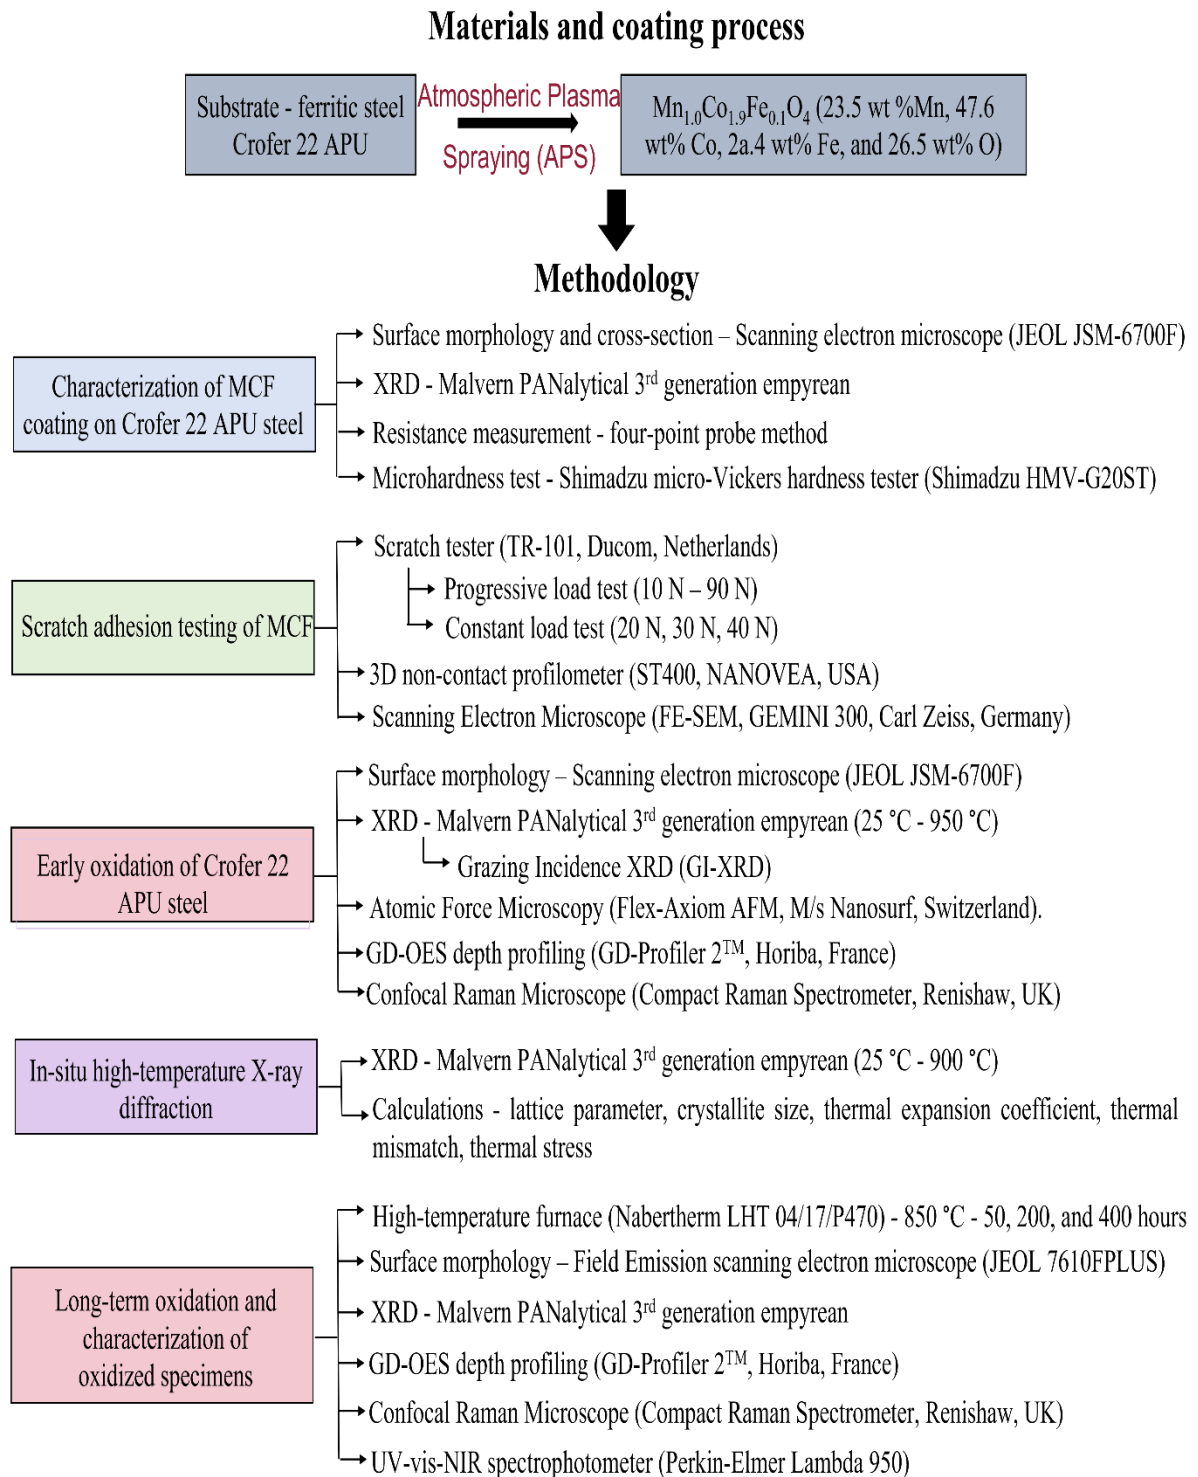 Materials and coating process
Substrate - ferritic steel
Crofer 22 APU
Atmospheric Plasma
Spraying (APS)
Mn1.0Co1.9Fe0.1O4 (23.5 wt %Mn, 47.6
wt% Co, 2a.4 wt% Fe, and 26.5 wt% O)
Methodology
Characterization of MCF
coating on Crofer 22 APU steel
Surface morphology and cross-section – Scanning electron microscope (JEOL JSM-6700F)
XRD - Malvern PANalytical 3rd generation empyrean
Resistance measurement - four-point probe method
Microhardness test - Shimadzu micro-Vickers hardness tester (Shimadzu HMV-G20ST)
Scratch adhesion testing of MCF
Scratch tester (TR-101, Ducom, Netherlands)
Progressive load test (10 N – 90 N)
Constant load test (20 N, 30 N, 40 N)
3D non-contact profilometer (ST400, NANOVEA, USA)
Scanning Electron Microscope (FE-SEM, GEMINI 300, Carl Zeiss, Germany)
Early oxidation of Crofer 22
APU steel
Surface morphology – Scanning electron microscope (JEOL JSM-6700F)
XRD - Malvern PANalytical 3rd generation empyrean (25 °C - 950 °C)
Grazing Incidence XRD (GI-XRD)
Atomic Force Microscopy (Flex-Axiom AFM, M/s Nanosurf, Switzerland).
GD-OES depth profiling (GD-Profiler 2TM, Horiba, France)
Confocal Raman Microscope (Compact Raman Spectrometer, Renishaw, UK)
In-situ high-temperature X-ray
diffraction
XRD - Malvern PANalytical 3rd generation empyrean (25 °C - 900 °C)
Calculations - lattice parameter, crystallite size, thermal expansion coefficient, thermal
mismatch, thermal stress
Long-term oxidation and
characterization of
oxidized specimens
High-temperature furnace (Nabertherm LHT 04/17/P470) - 850 °C - 50, 200, and 400 hours
Surface morphology – Field Emission scanning electron microscope (JEOL 7610FPLUS)
XRD - Malvern PANalytical 3rd generation empyrean
GD-OES depth profiling (GD-Profiler 2TM, Horiba, France)
Confocal Raman Microscope (Compact Raman Spectrometer, Renishaw, UK)
UV-vis-NIR spectrophotometer (Perkin-Elmer Lambda 950)